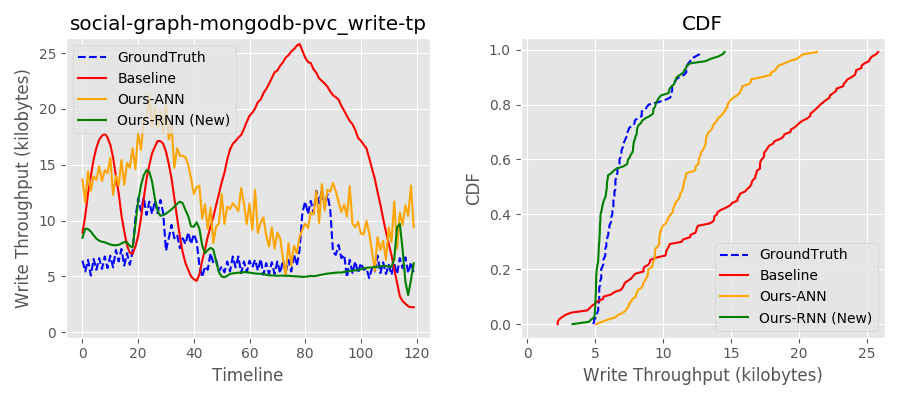 social-graph-mongodb-pvc_write-tp
Write Throughput (kilobytes)
25
20
15
10
5
0
GroundTruth
Baseline
Ours-ANN
Ours-RNN (New)
0
20
40
60
80
100
120
Timeline
CDF
CDF
1.0
0.8
0.6
0.4
0.2
0.0
GroundTruth
Baseline
Ours-ANN
Ours-RNN (New)
0
5
10
15
20
25
Write Throughput (kilobytes)